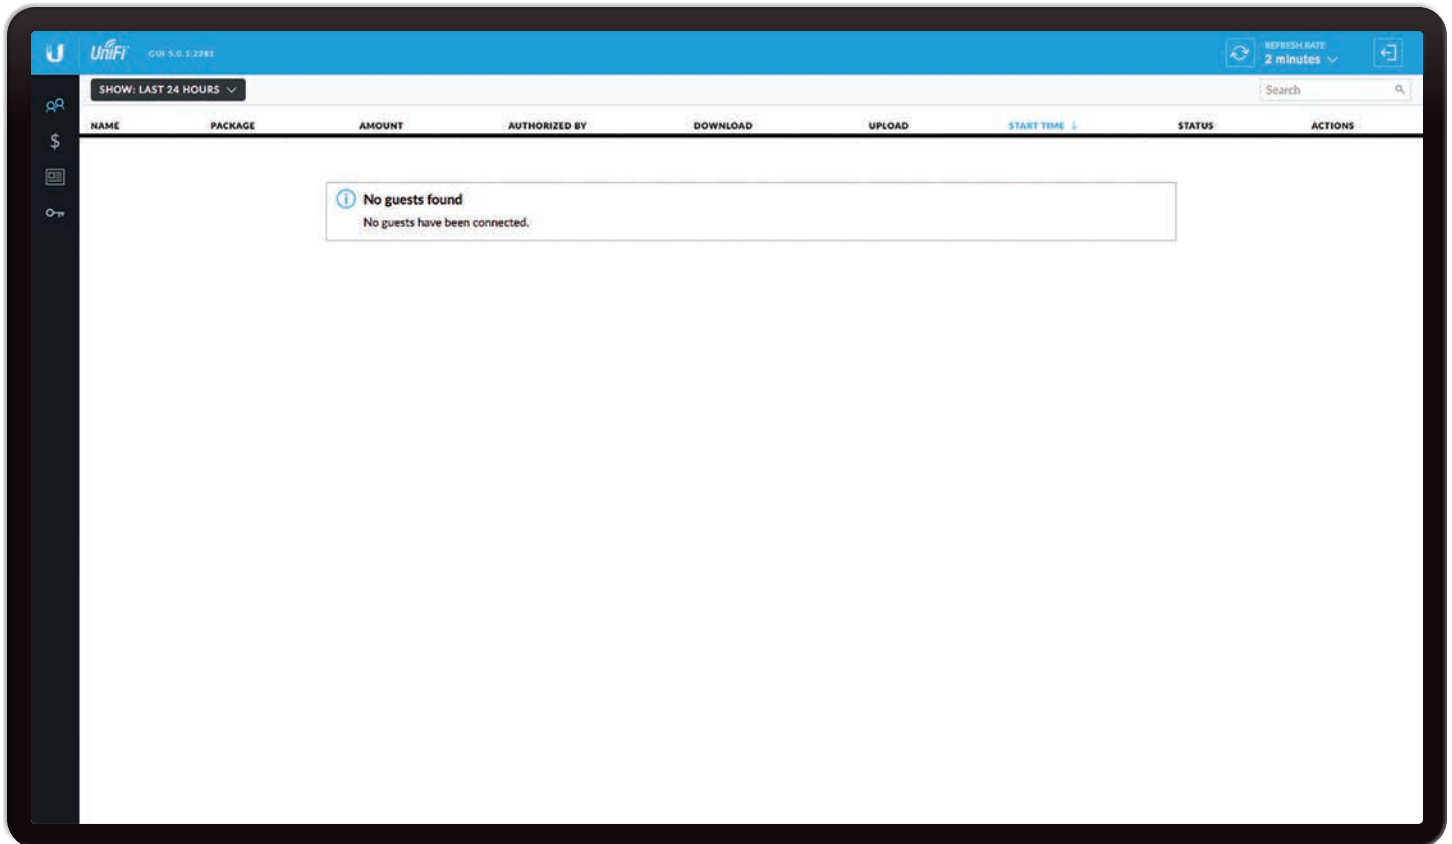 UniFi
REFRESH RATE
2 minutes
SHOW: LAST 24 HOURS
Search
NAME PACKAGE AMOUNT AUTHORIZED BY DOWNLOAD UPLOAD START TIME STATUS ACTIONS
No guests found
No guests have been connected.